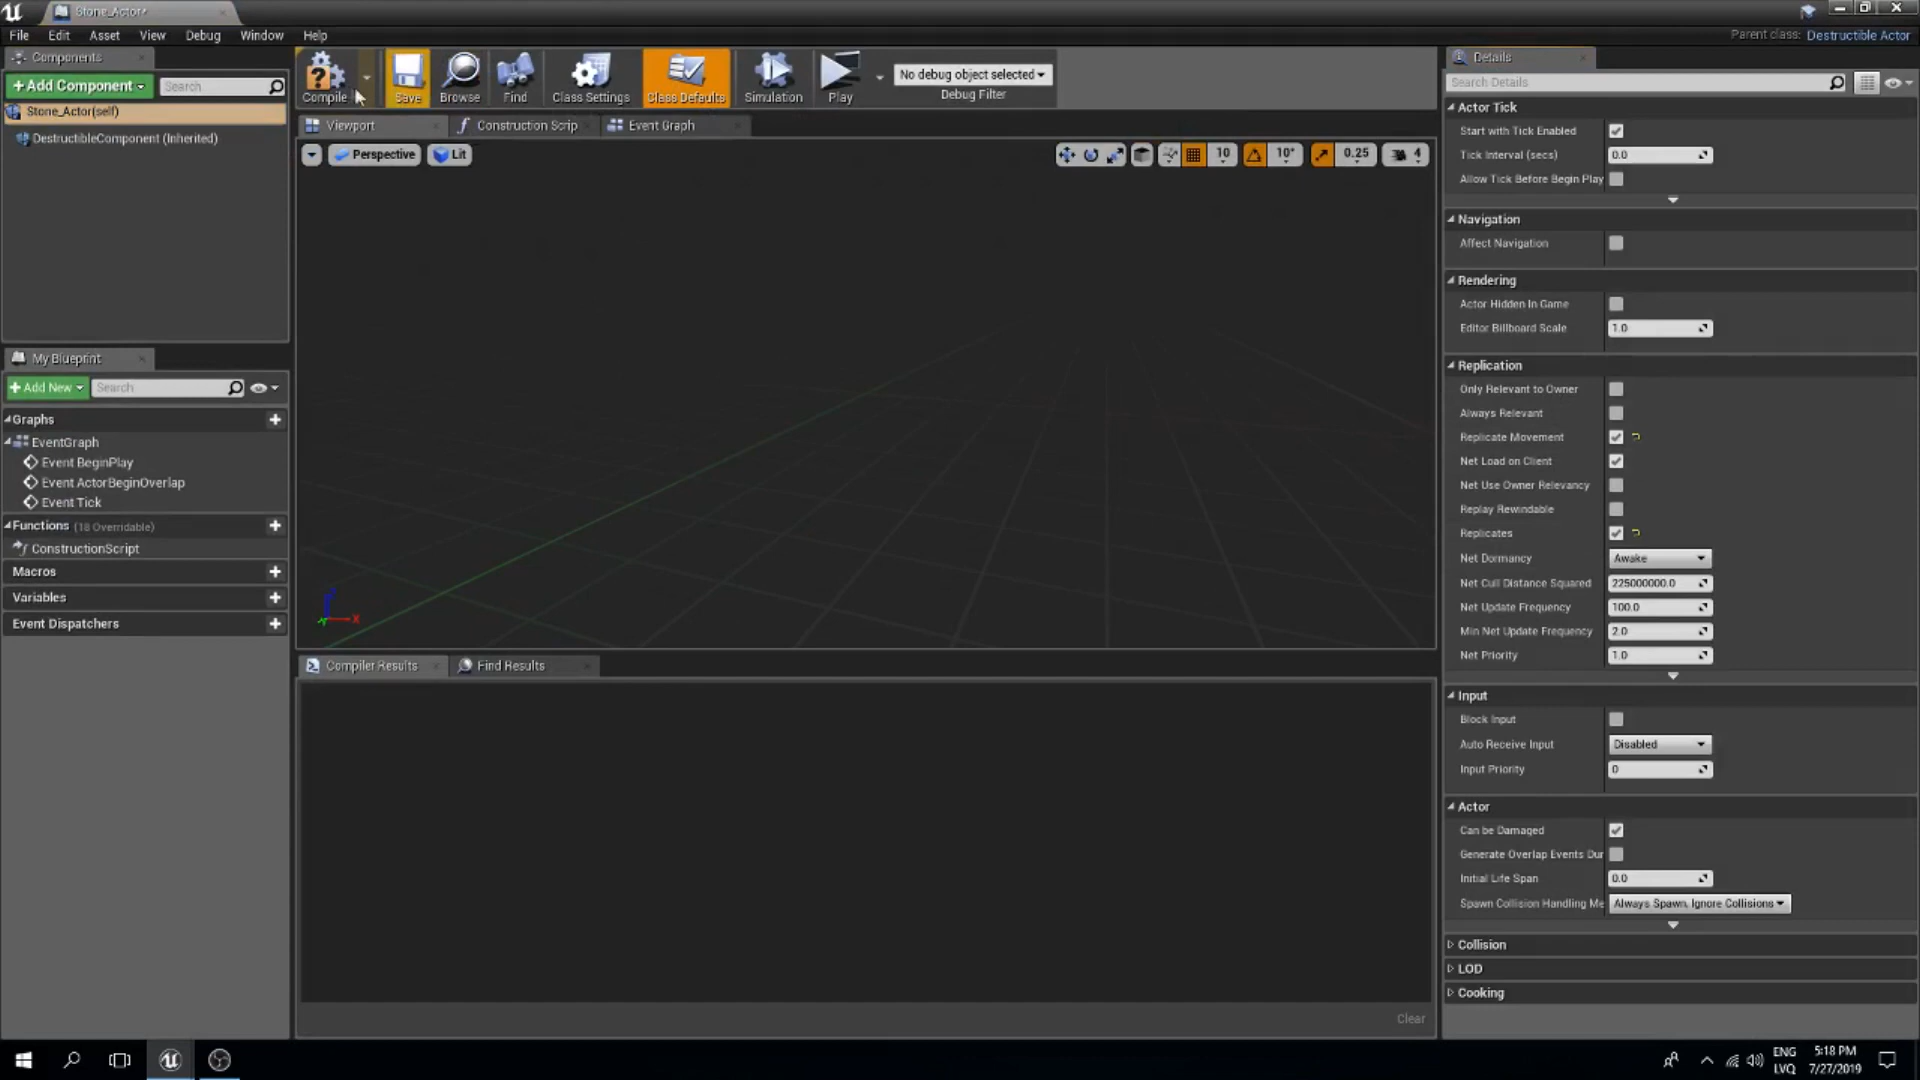 Stone_Actor*
File Edit Asset View Debug Window Help
Parent class: Destructible Actor
Components
+Add Component
Search
Stone_Actor(self)
DestructibleComponent (Inherited)
My Blueprint
+Add New
Search
Graphs
EventGraph
Event BeginPlay
Event ActorBeginOverlap
Event Tick
Functions (18 Overridable)
ConstructionScript
Macros
Variables
Event Dispatchers
Compile
Save
Browse
Find
Class Settings
Class Defaults
Simulation
Play
No debug object selected
Debug Filter
Viewport
Construction Scrip
Event Graph
Perspective
Lit
10
10°
0.25
4
X
Compiler Results
Find Results
Clear
Details
Search Details
Actor Tick
Start with Tick Enabled
Tick Interval (secs) 0.0
Allow Tick Before Begin Play
Navigation
Affect Navigation
Rendering
Actor Hidden In Game
Editor Billboard Scale 1.0
Replication
Only Relevant to Owner
Always Relevant
Replicate Movement
Net Load on Client
Net Use Owner Relevancy
Replay Rewindable
Replicates
Net Dormancy Awake
Net Cull Distance Squared 225000000.0
Net Update Frequency 100.0
Min Net Update Frequency 2.0
Net Priority 1.0
Input
Block Input
Auto Receive Input Disabled
Input Priority 0
Actor
Can be Damaged
Generate Overlap Events Dur
Initial Life Span 0.0
Spawn Collision Handling Me Always Spawn, Ignore Collisions
Collision
LOD
Cooking
ENG
LVQ
5:18 PM
7/27/2019